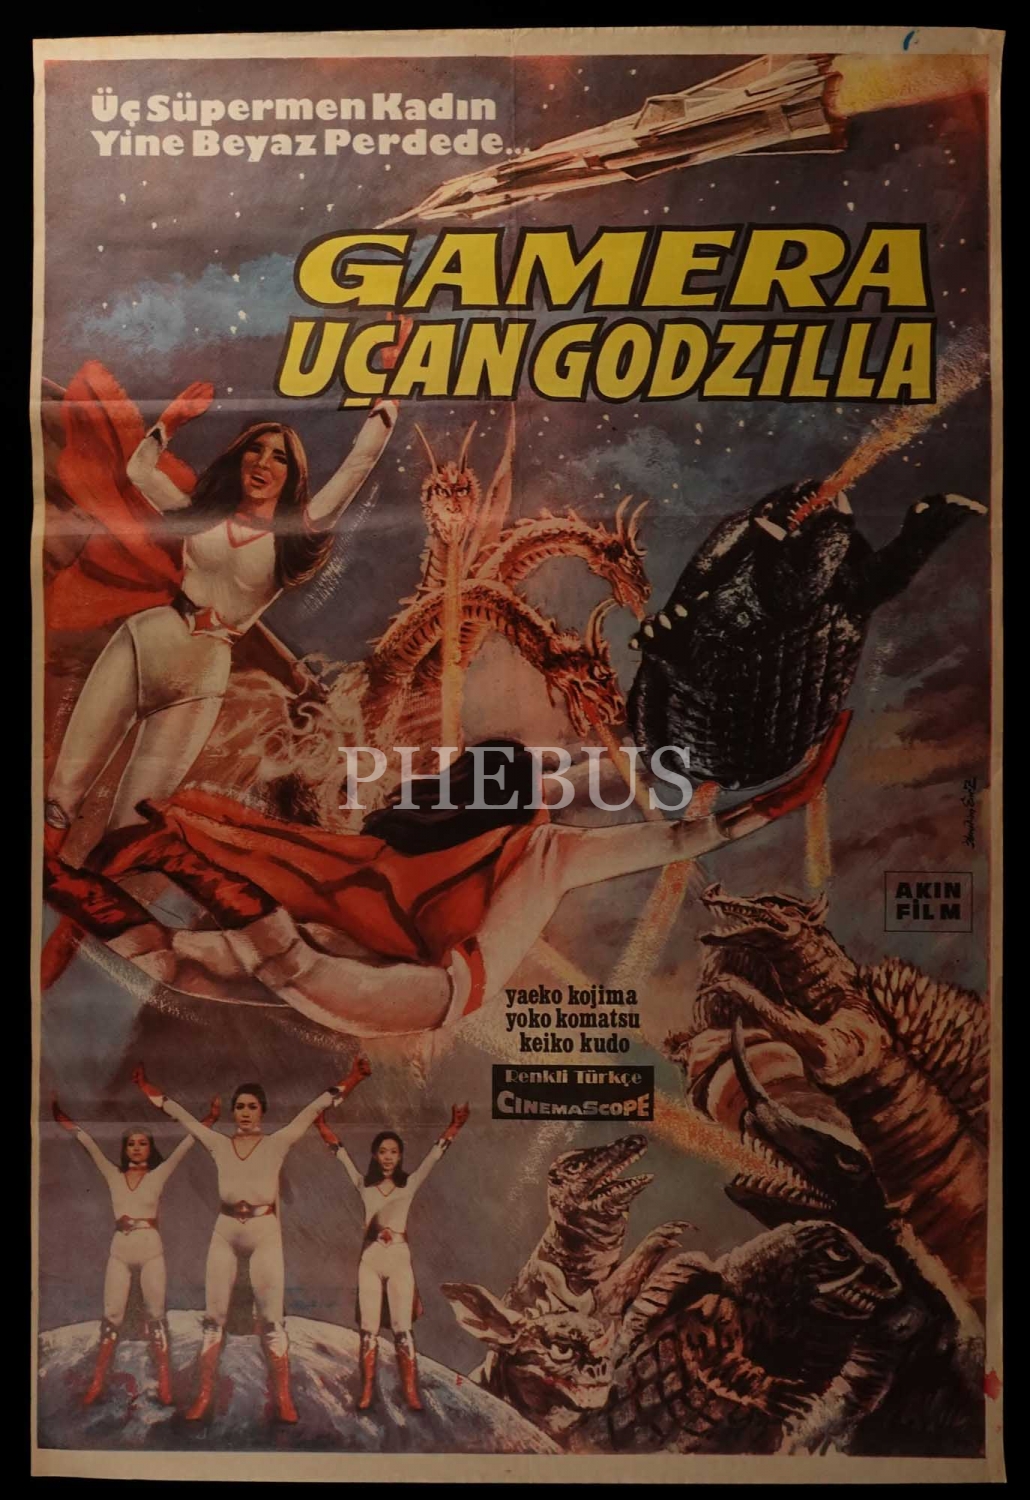 Üç Süpermen Kadın
Yine Beyaz Perdede...
GAMERA
UÇAN GODZİLLA
PHEBUS
AKIN
FİLM
yaeko kojima
yoko komatsu
keiko kudo
Renkli Türkçe
CINEMASCOPE